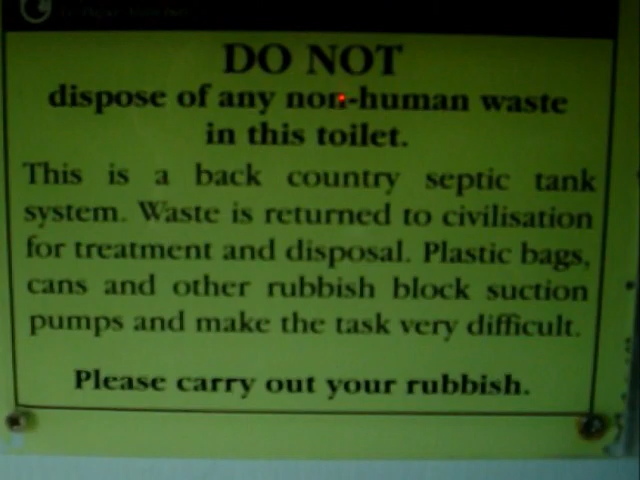 DO NOT
dispose of any non-human waste
in this toilet.
This is a back country septic tank
system. Waste is returned to civilisation
for treatment and disposal. Plastic bags,
cans and other rubbish block suction
pumps and make the task very difficult.
Please carry out your rubbish.